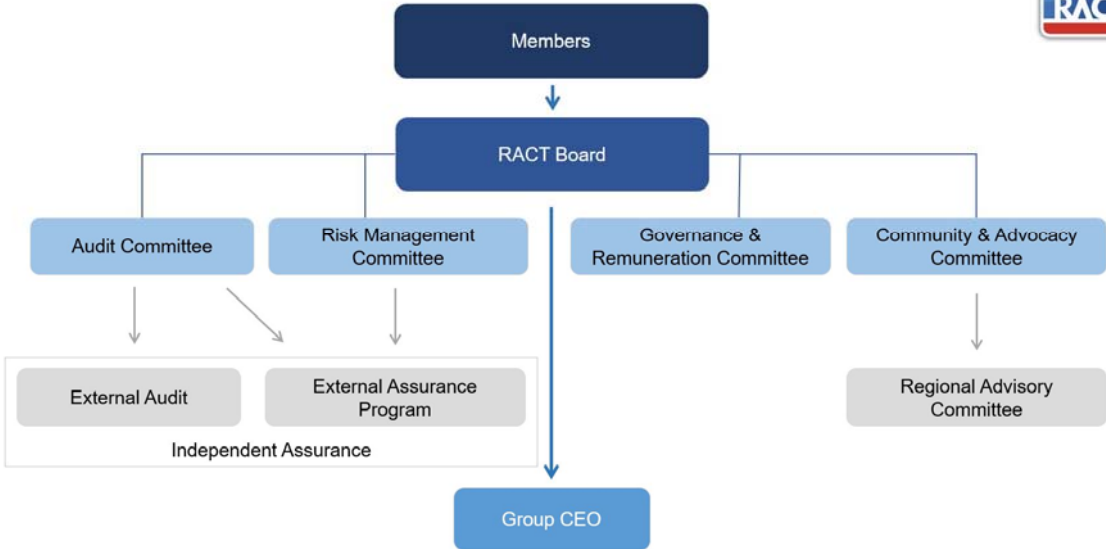 RAC
Members
RACT Board
Audit Committee
Risk Management
Committee
Governance &
Remuneration Committee
Community & Advocacy
Committee
External Audit
External Assurance
Program
Regional Advisory
Committee
Independent Assurance
Group CEO